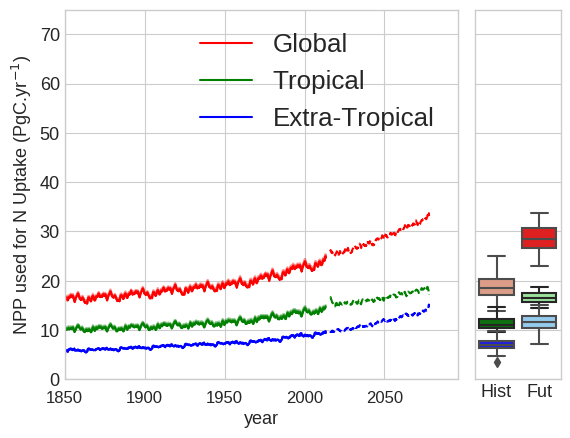 NPP used for N Uptake (PgC.yr⁻¹)
70
60
50
40
30
20
10
0
Global
Tropical
Extra-Tropical
1850 1900 1950 2000 2050
year
Hist Fut